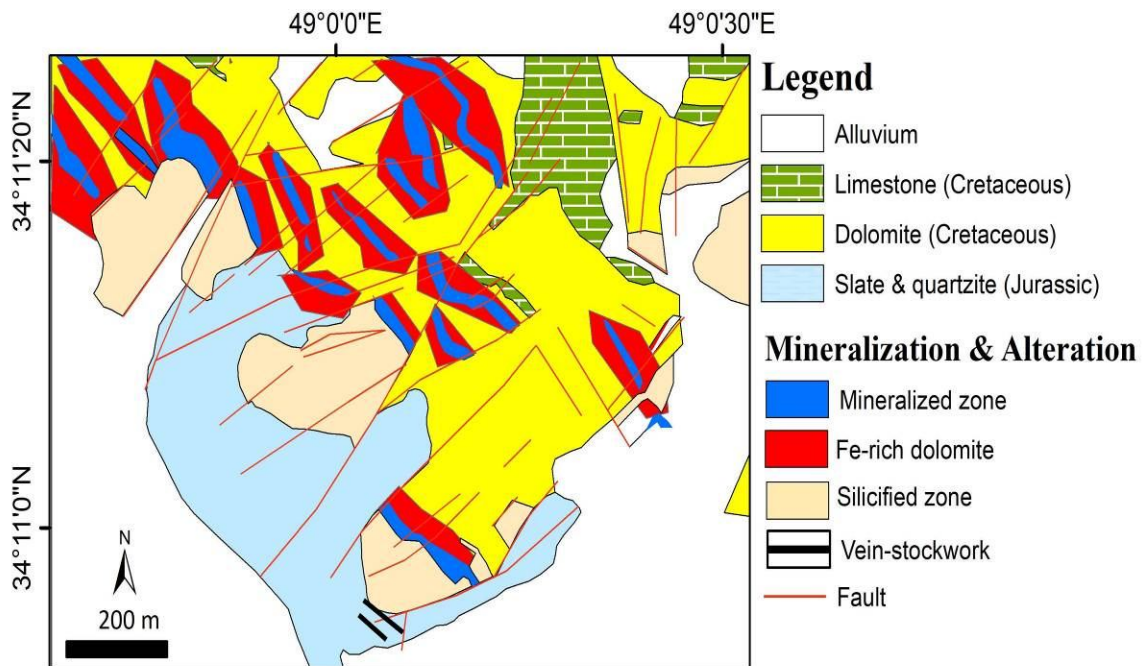 49°0'0"E
49°0'30"E
34°11'20"N
34°11'0"N
N
200 m
Legend
Alluvium
Limestone (Cretaceous)
Dolomite (Cretaceous)
Slate & quartzite (Jurassic)
Mineralization & Alteration
Mineralized zone
Fe-rich dolomite
Silicified zone
Vein-stockwork
Fault